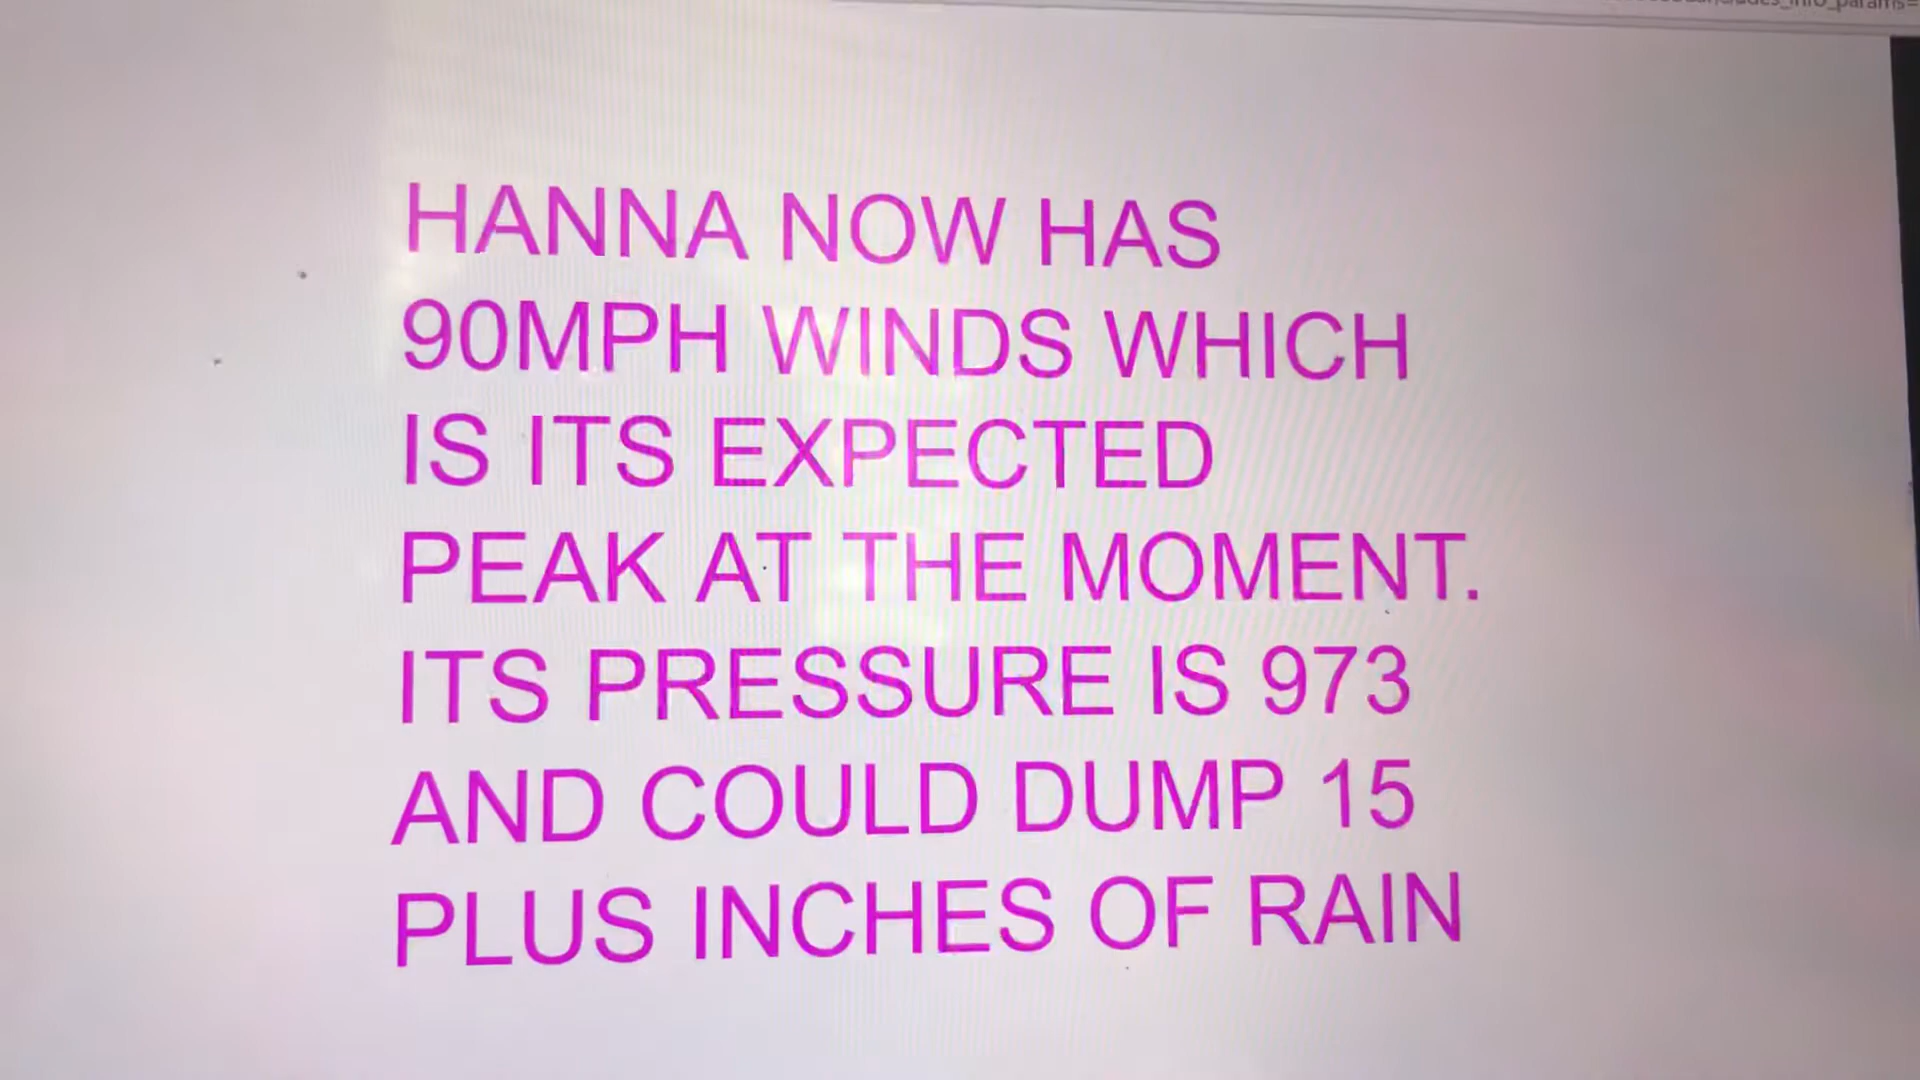 HANNA NOW HAS
90MPH WINDS WHICH
IS ITS EXPECTED
PEAK AT THE MOMENT.
ITS PRESSURE IS 973
AND COULD DUMP 15
PLUS INCHES OF RAIN